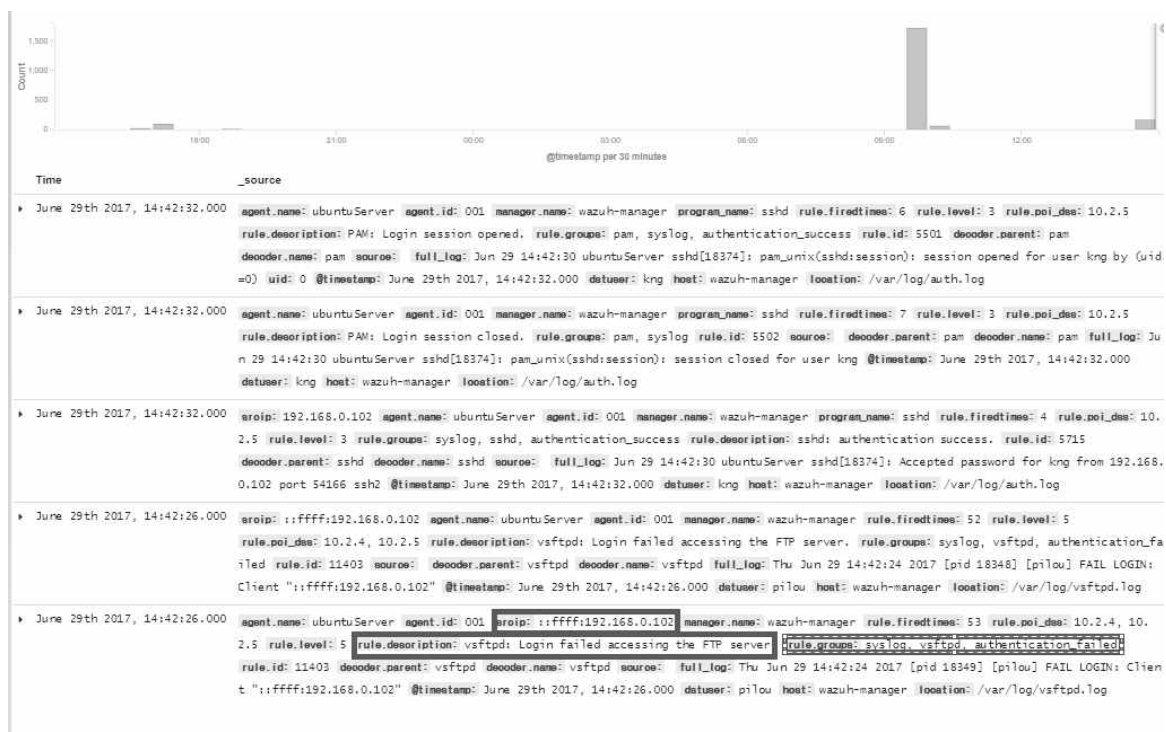 1,500
1,000
Count
500
0
18:00 21:00 00:00 03:00 06:00 09:00 12:00
@timestamp per 30 minutes
Time _source
June 29th 2017, 14:42:32.000 agent.name: ubuntuServer agent.id: 001 manager.name: wazuh-manager program_name: sshd rule.firedtimes: 6 rule.level: 3 rule.pci_dss: 10.2.5
rule.description: PAM: Login session opened. rule.groups: pam, syslog, authentication_success rule.id: 5501 decoder.parent: pam
decoder.name: pam source: full_log: Jun 29 14:42:30 ubuntuServer sshd[18374]: pam_unix(sshd:session): session opened for user kng by (uid
=0) uid: 0 @timestamp: June 29th 2017, 14:42:32.000 dstuser: kng host: wazuh-manager location: /var/log/auth.log
June 29th 2017, 14:42:32.000 agent.name: ubuntuServer agent.id: 001 manager.name: wazuh-manager program_name: sshd rule.firedtimes: 7 rule.level: 3 rule.pci_dss: 10.2.5
rule.description: PAM: Login session closed. rule.groups: pam, syslog rule.id: 5502 source: decoder.parent: pam decoder.name: pam full_log: Ju
n 29 14:42:30 ubuntuServer sshd[18374]: pam_unix(sshd:session): session closed for user kng @timestamp: June 29th 2017, 14:42:32.000
dstuser: kng host: wazuh-manager location: /var/log/auth.log
June 29th 2017, 14:42:32.000 srcip: 192.168.0.102 agent.name: ubuntuServer agent.id: 001 manager.name: wazuh-manager program_name: sshd rule.firedtimes: 4 rule.pci_dss: 10.
2.5 rule.level: 3 rule.groups: syslog, sshd, authentication_success rule.description: sshd: authentication success. rule.id: 5715
decoder.parent: sshd decoder.name: sshd source: full_log: Jun 29 14:42:30 ubuntuServer sshd[18374]: Accepted password for kng from 192.168.
0.102 port 54166 ssh2 @timestamp: June 29th 2017, 14:42:32.000 dstuser: kng host: wazuh-manager location: /var/log/auth.log
June 29th 2017, 14:42:26.000 srcip: ::ffff:192.168.0.102 agent.name: ubuntuServer agent.id: 001 manager.name: wazuh-manager rule.firedtimes: 52 rule.level: 5
rule.pci_dss: 10.2.4, 10.2.5 rule.description: vsftpd: Login failed accessing the FTP server. rule.groups: syslog, vsftpd, authentication_fa
iled rule.id: 11403 source: decoder.parent: vsftpd decoder.name: vsftpd full_log: Thu Jun 29 14:42:24 2017 [pid 18348] [pilou] FAIL LOGIN:
Client "::ffff:192.168.0.102" @timestamp: June 29th 2017, 14:42:26.000 dstuser: pilou host: wazuh-manager location: /var/log/vsftpd.log
June 29th 2017, 14:42:26.000 agent.name: ubuntuServer agent.id: 001 srcip: ::ffff:192.168.0.102 manager.name: wazuh-manager rule.firedtimes: 53 rule.pci_dss: 10.2.4, 10.
2.5 rule.level: 5 rule.description: vsftpd: Login failed accessing the FTP server rule.groups: syslog, vsftpd, authentication_failed
rule.id: 11403 decoder.parent: vsftpd decoder.name: vsftpd source: full_log: Thu Jun 29 14:42:24 2017 [pid 18349] [pilou] FAIL LOGIN: Clien
t "::ffff:192.168.0.102" @timestamp: June 29th 2017, 14:42:26.000 dstuser: pilou host: wazuh-manager location: /var/log/vsftpd.log